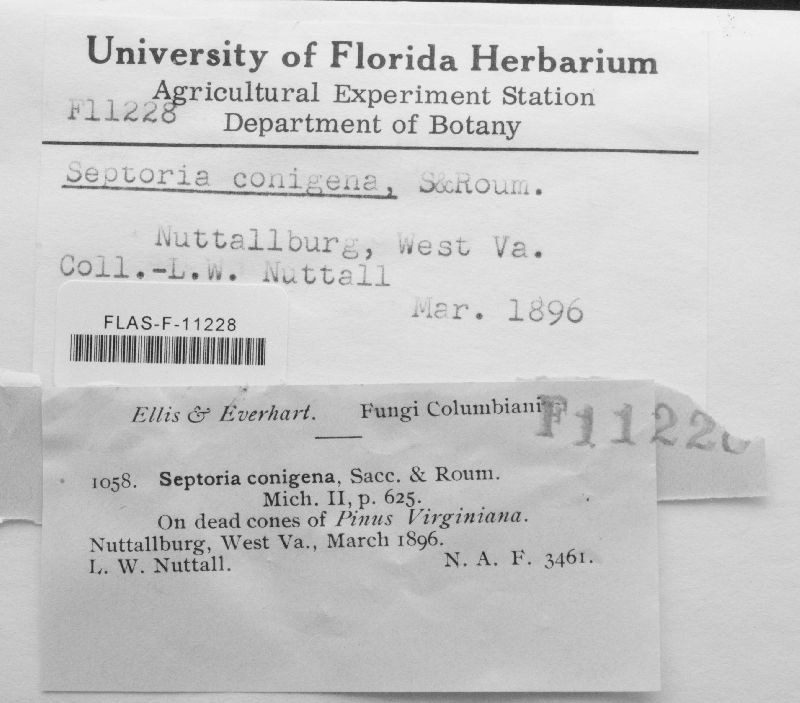 University of Florida Herbarium
Agricultural Experiment Station
F11228
Department of Botany
Septoria conigena, S&Roum.
Nuttallburg, West Va.
Coll.-L.W. Nuttall
Mar. 1896
FLAS-F-11228
Ellis & Everhart. Fungi Columbiani
F11228
1058. Septoria conigena, Sacc. & Roum.
Mich. II, p. 625.
On dead cones of Pinus Virginiana.
Nuttallburg, West Va., March 1896.
L. W. Nuttall. N. A. F. 3461.